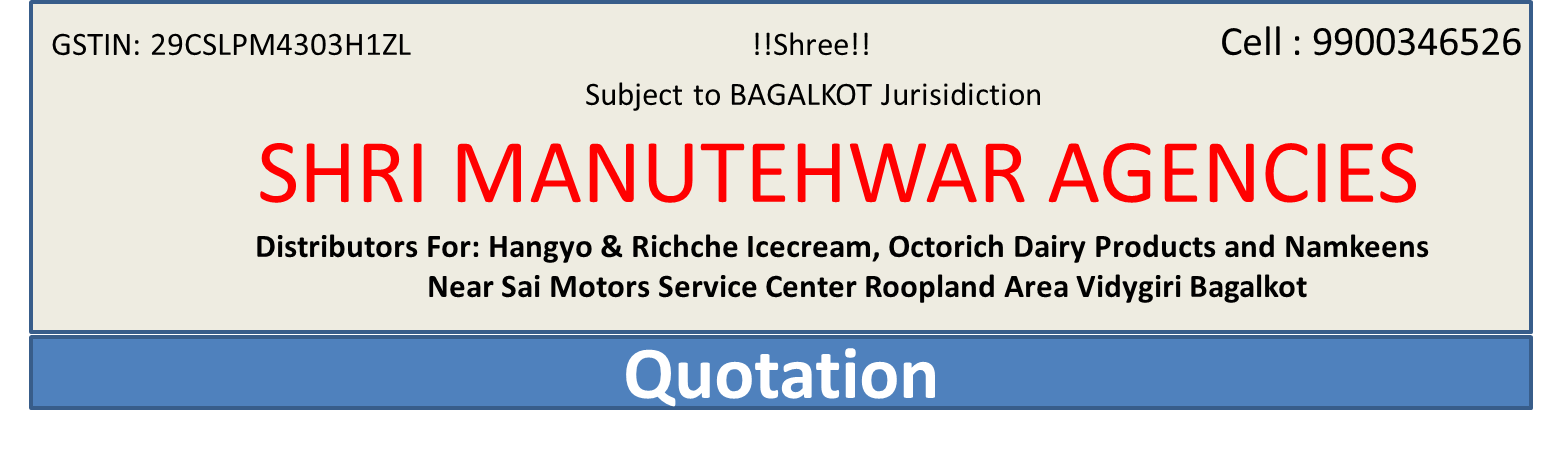 GSTIN: 29CSLPM4303H1ZL !!Shree!! Cell : 9900346526
Subject to BAGALKOT Jurisidiction
SHRI MANUTEHWAR AGENCIES
Distributors For: Hangyo & Richche Icecream, Octorich Dairy Products and Namkeens
Near Sai Motors Service Center Roopland Area Vidygiri Bagalkot
Quotation